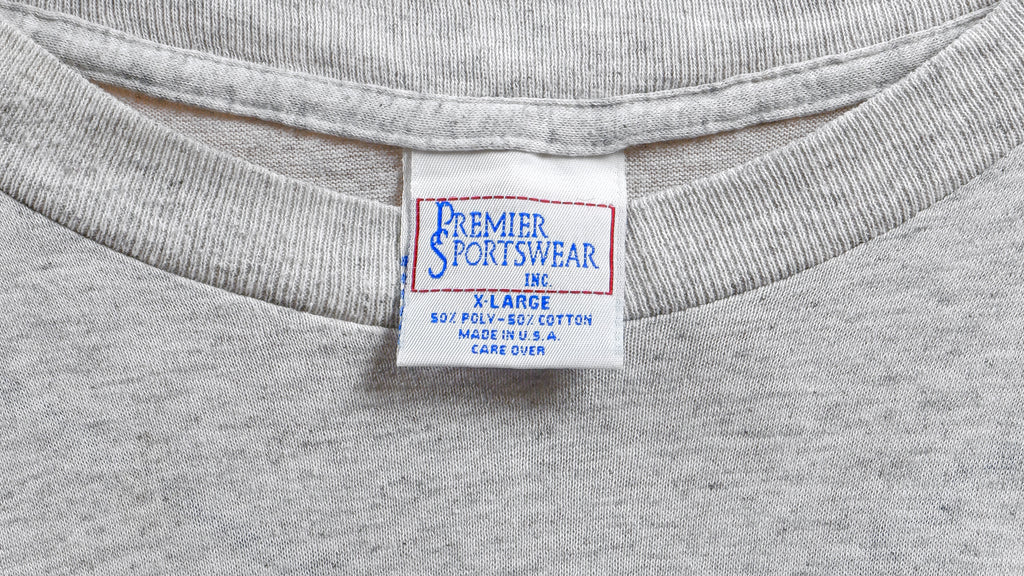 PREMIER
SPORTSWEAR
INC.
X-LARGE
50% POLY-50% COTTON
MADE IN U.S.A.
CARE OVER